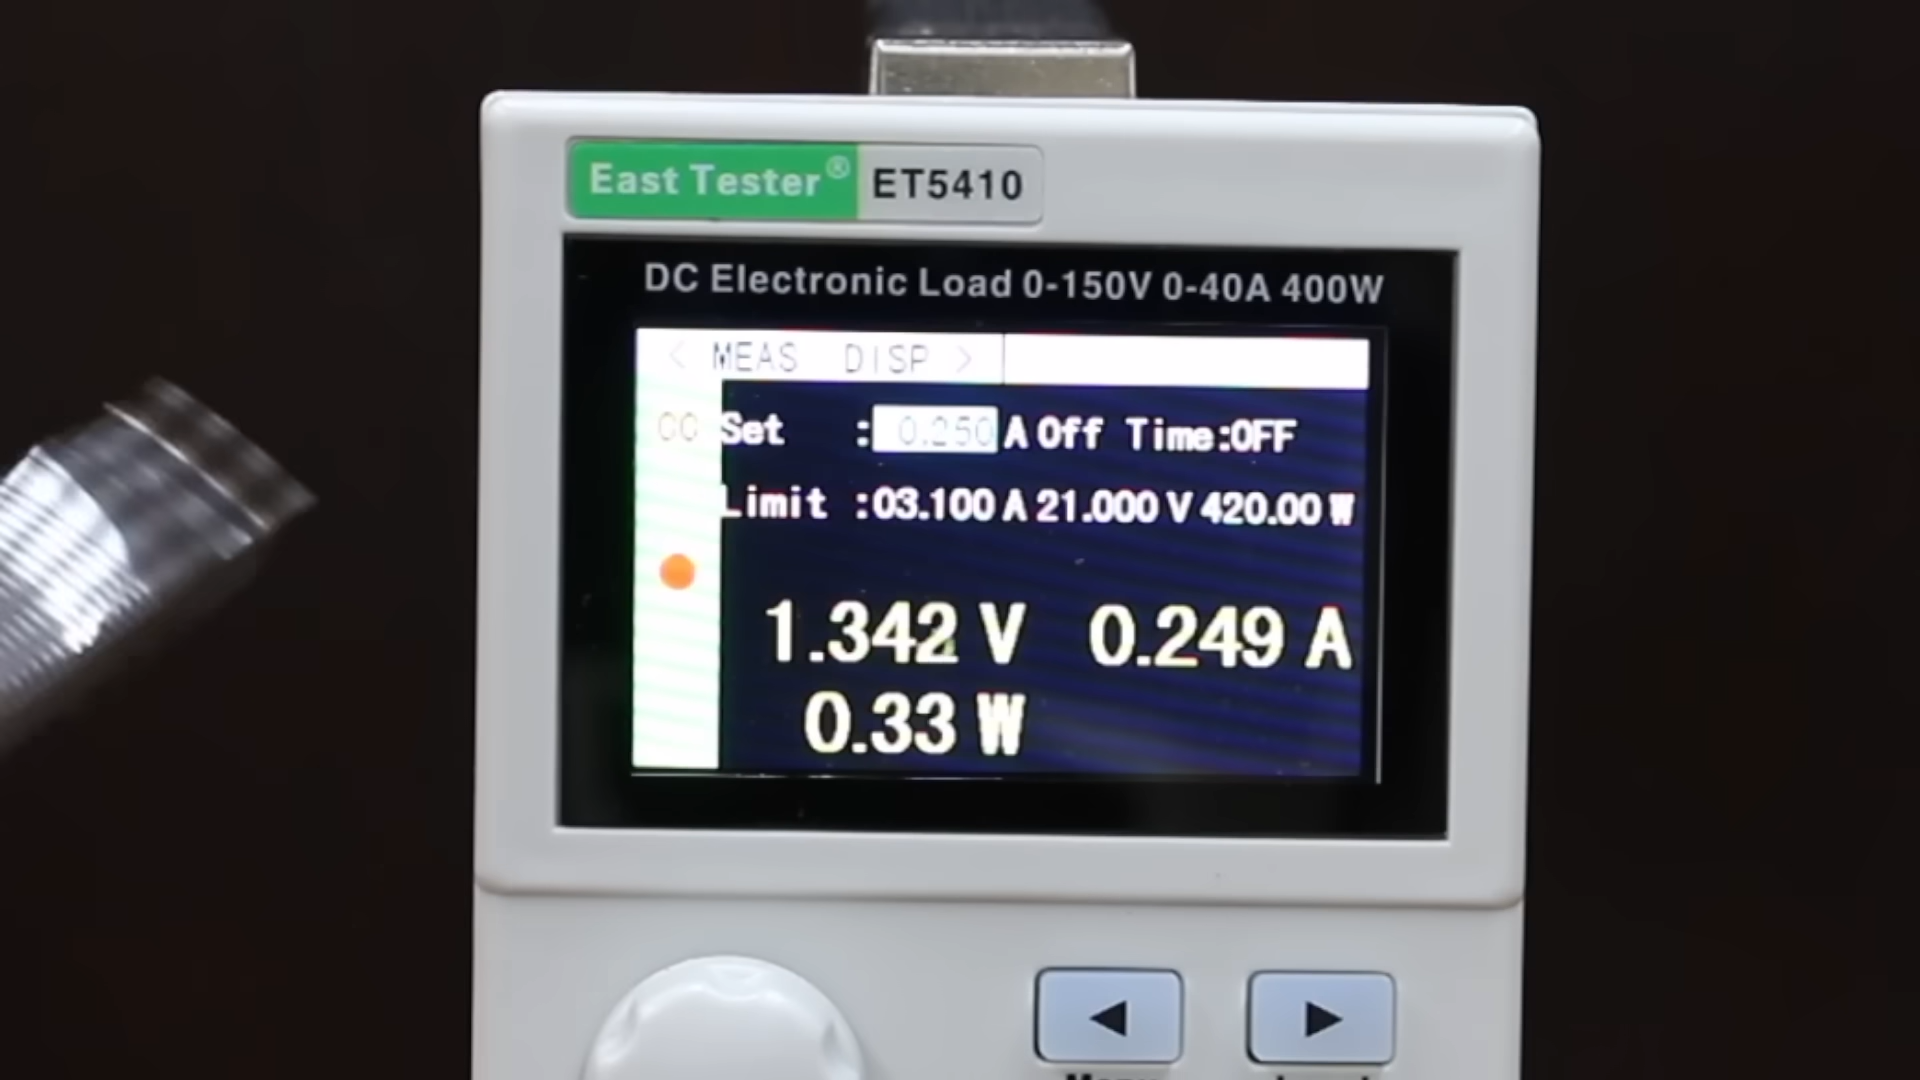 East Tester® ET5410
DC Electronic Load 0-150V 0-40A 400W
< MEAS DISP >
CC Set : 0.250 A Off Time:OFF
Limit :03.100 A 21.000 V 420.00 W
1.342 V 0.249 A
0.33 W